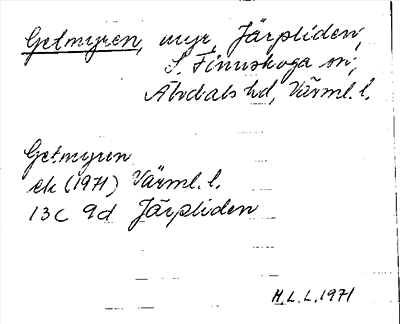 Getmyren, myr, Järpliden,
S. Finnskoga sn,
Älvdals hd, Värml. l.
Getmyren
ek (1971) Värml. l.
13C 9d Järpliden
H.L.L. 1971